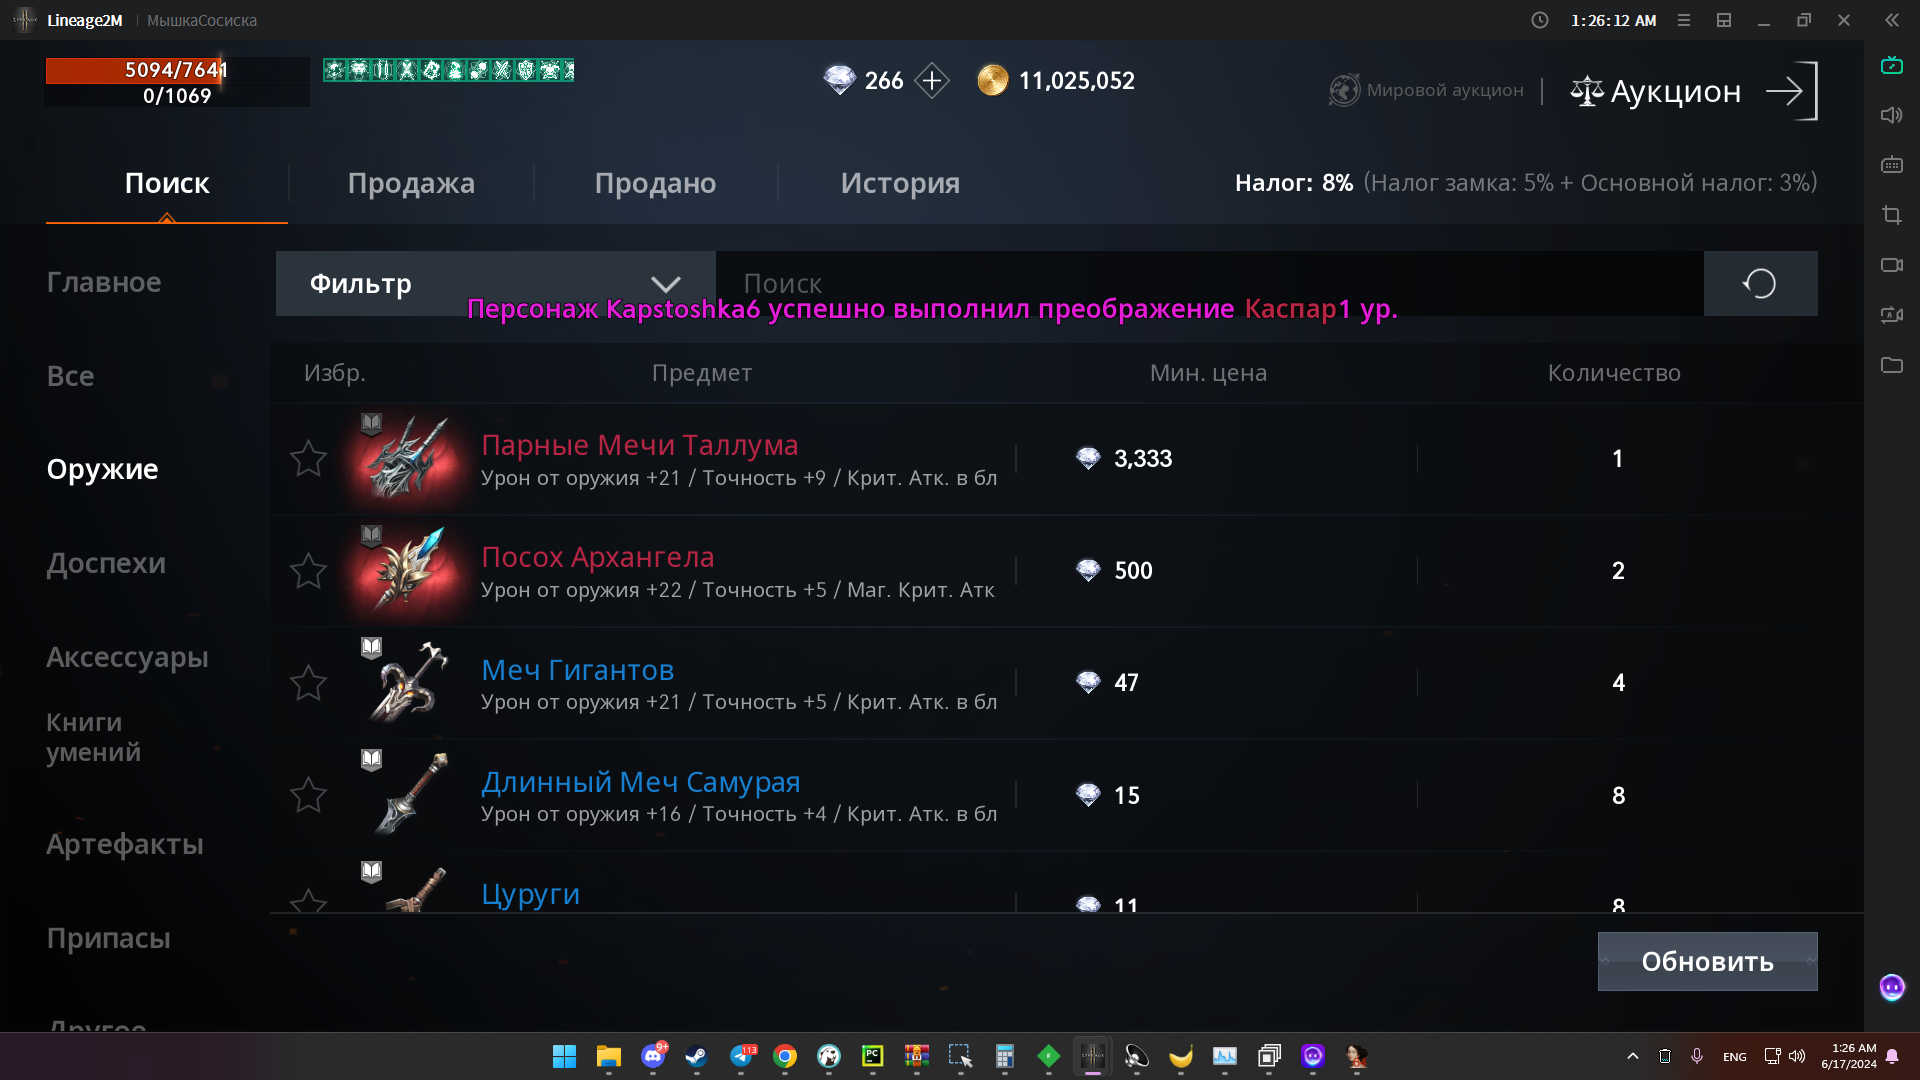 Lineage2M
МышкаСосиска
1:26:12 AM
5094/7641
0/1069
266
11,025,052
Мировой аукцион
Аукцион
Поиск
Продажа
Продано
История
Налог: 8% (Налог замка: 5% + Основной налог: 3%)
Главное
Все
Оружие
Доспехи
Аксессуары
Книги
умений
Артефакты
Припасы
Другое
Фильтр
Поиск
Персонаж Kapstoshka6 успешно выполнил преображение Каспар1 ур.
Избр.
Предмет
Мин. цена
Количество
Парные Мечи Таллума
Урон от оружия +21 / Точность +9 / Крит. Атк. в бл
3,333
1
Посох Архангела
Урон от оружия +22 / Точность +5 / Маг. Крит. Атк
500
2
Меч Гигантов
Урон от оружия +21 / Точность +5 / Крит. Атк. в бл
47
4
Длинный Меч Самурая
Урон от оружия +16 / Точность +4 / Крит. Атк. в бл
15
8
Цуруги
11
8
Обновить
9+
113
PC
ENG
1:26 AM
6/17/2024